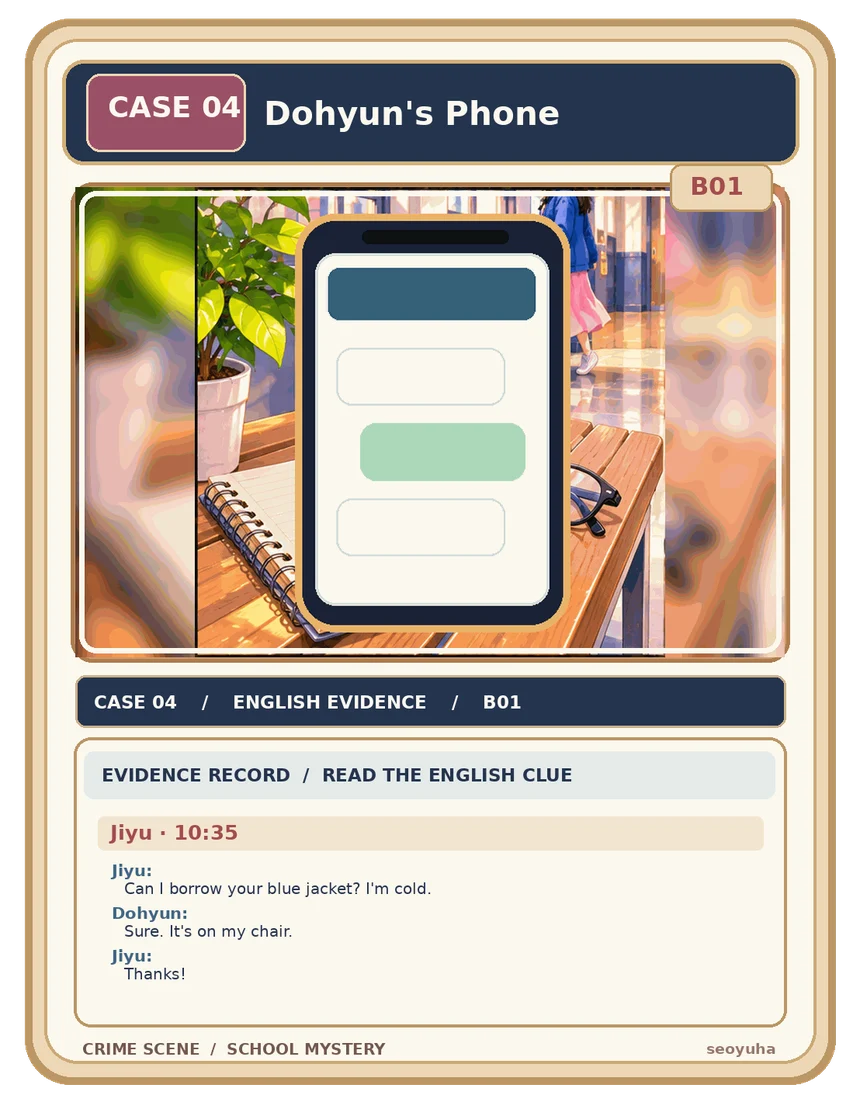 CASE 04
Dohyun's Phone
B01
CASE 04 / ENGLISH EVIDENCE / B01
EVIDENCE RECORD / READ THE ENGLISH CLUE
Jiyu · 10:35
Jiyu:
Can I borrow your blue jacket? I'm cold.
Dohyun:
Sure. It's on my chair.
Jiyu:
Thanks!
CRIME SCENE / SCHOOL MYSTERY
seoyuha